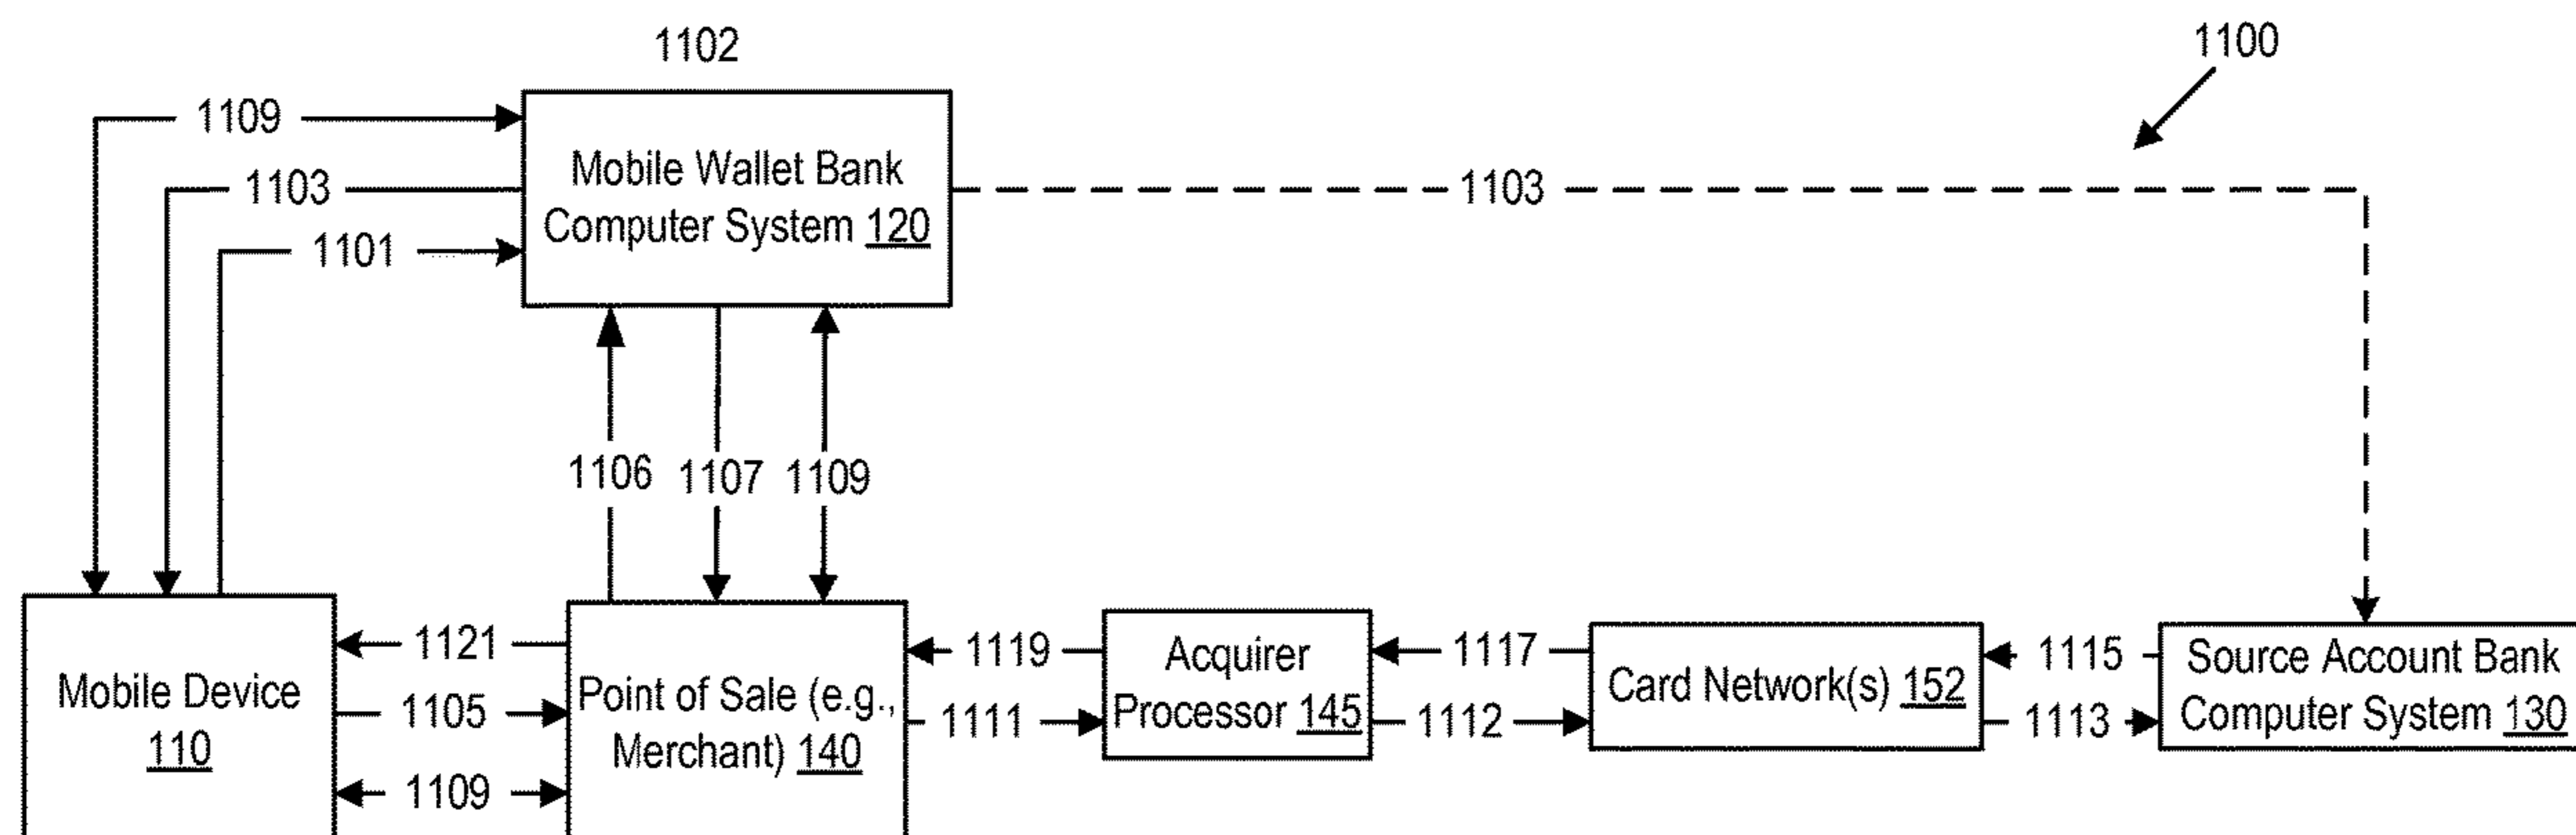 1102
1100
1109
1103
1101
Mobile Wallet Bank
Computer System 120
1103
1106
1107
1109
Mobile Device
110
1121
1105
1109
Point of Sale (e.g.,
Merchant) 140
1119
1111
Acquirer
Processor 145
1117
1112
Card Network(s) 152
1115
1113
Source Account Bank
Computer System 130